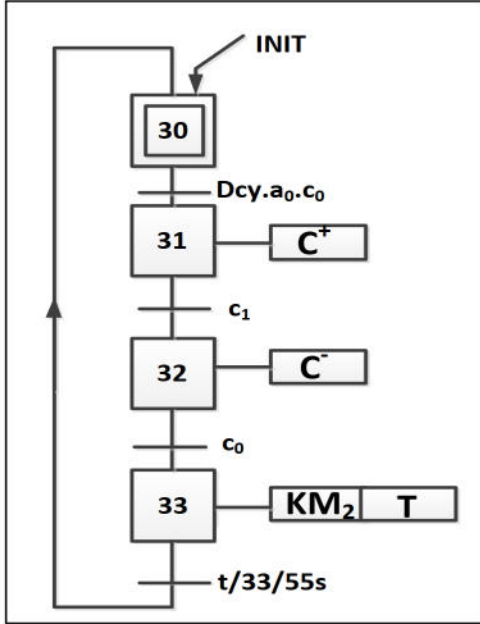 INIT
30
Dcy.a₀.c₀
31
C⁺
c₁
32
C⁻
c₀
33
KM₂ T
t/33/55s